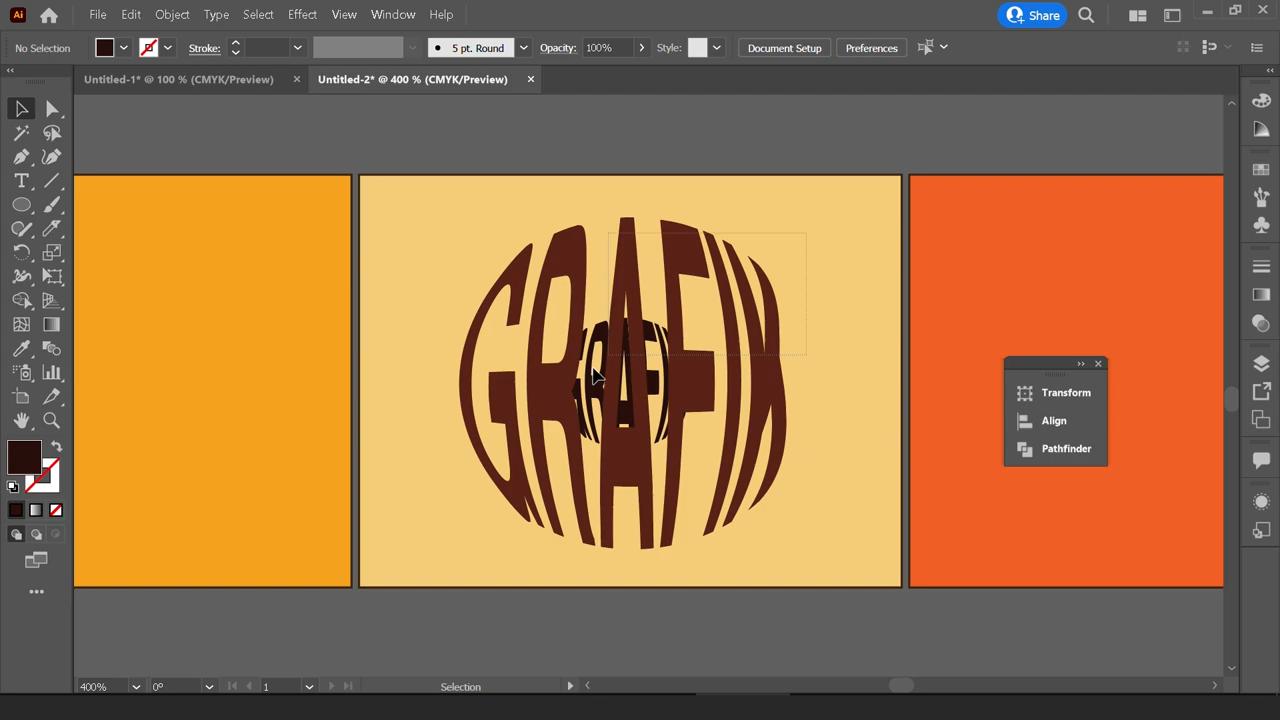 Ai File Edit Object Type Select Effect View Window Help Share
No Selection Stroke: 5 pt. Round Opacity: 100% Style: Document Setup Preferences
Untitled-1* @ 100 % (CMYK/Preview) × Untitled-2* @ 400 % (CMYK/Preview) ×
GRAFIX
Transform
Align
Pathfinder
400% 0° 1 Selection